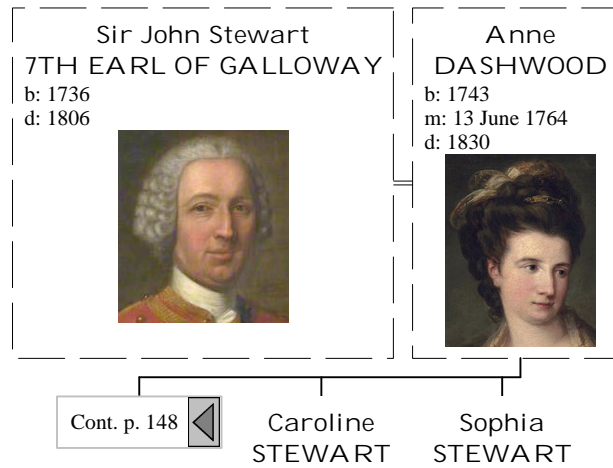 Sir John Stewart
7TH EARL OF GALLOWAY
b: 1736
d: 1806
Anne
DASHWOOD
b: 1743
m: 13 June 1764
d: 1830
Cont. p. 148
Caroline
STEWART
Sophia
STEWART